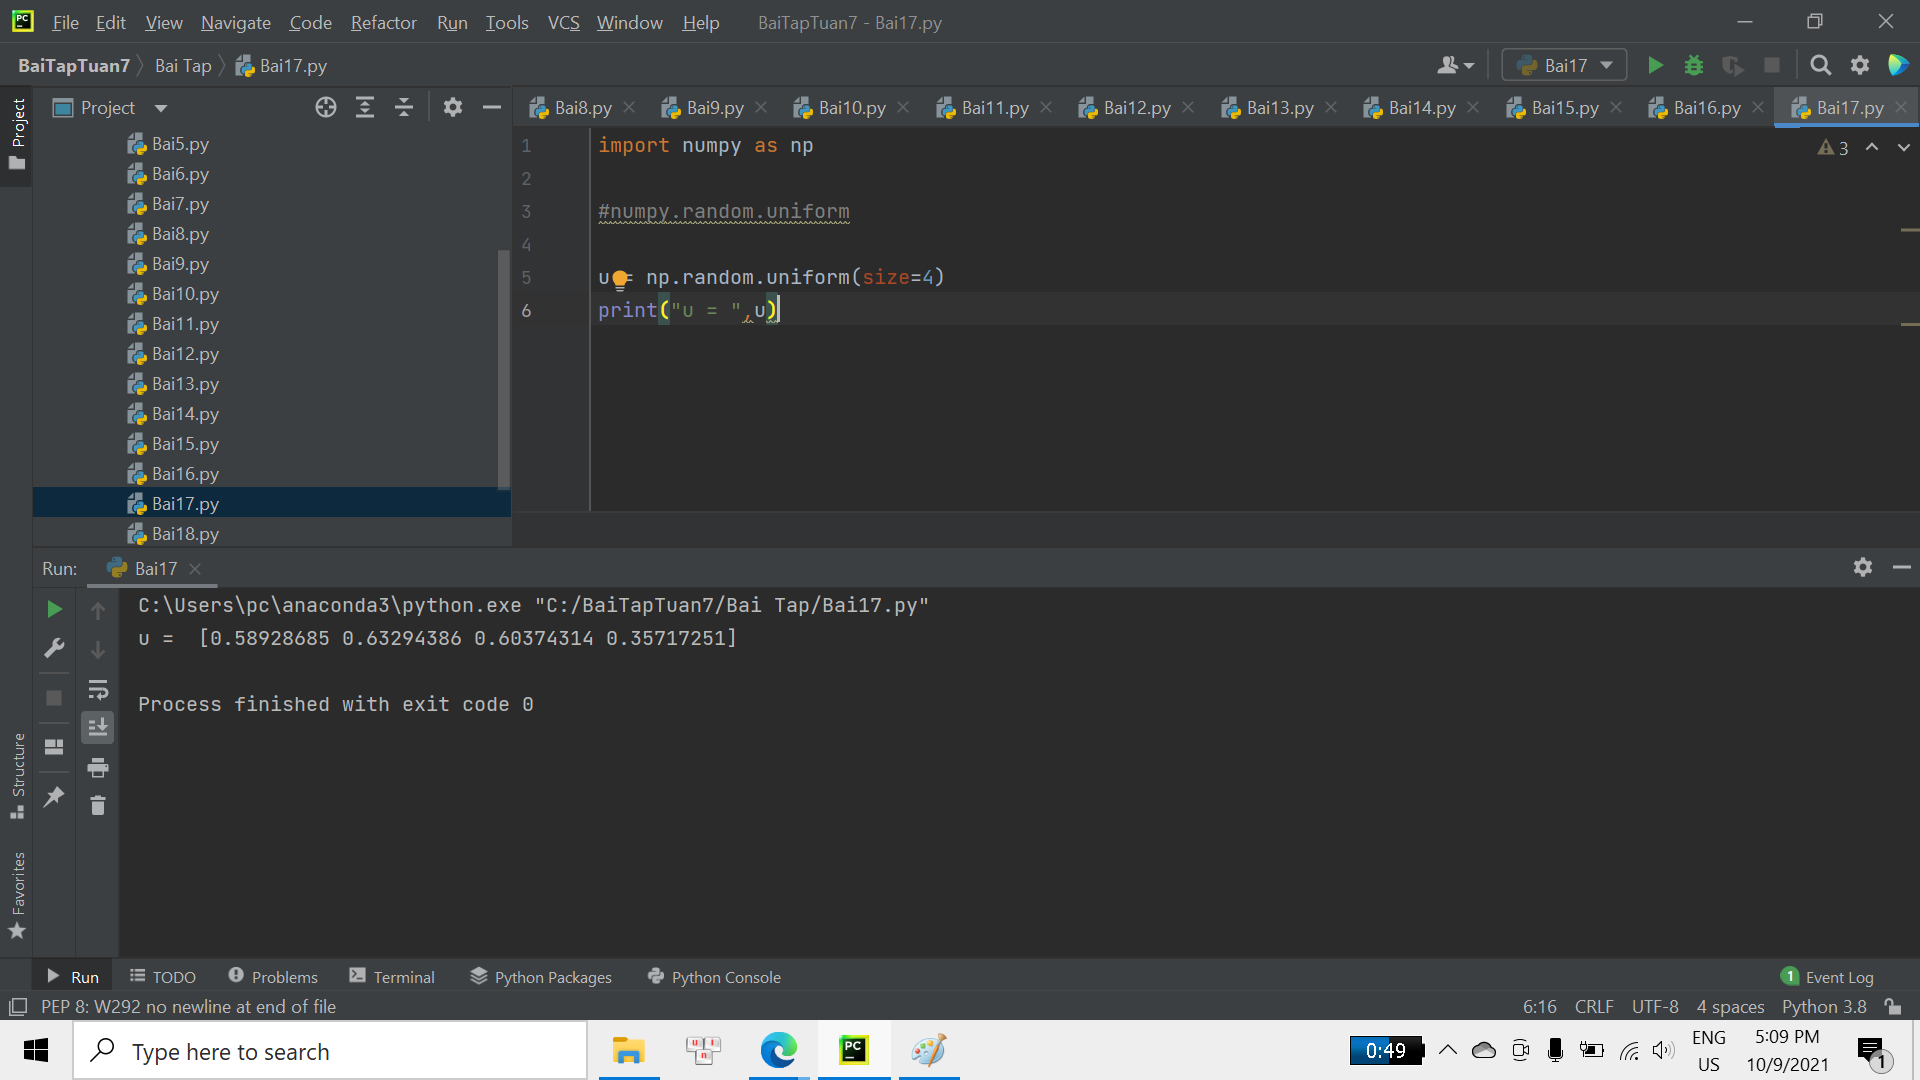 File Edit View Navigate Code Refactor Run Tools VCS Window Help BaiTapTuan7 - Bai17.py
BaiTapTuan7 Bai Tap Bai17.py Bai17
Project
Project
Bai8.py Bai9.py Bai10.py Bai11.py Bai12.py Bai13.py Bai14.py Bai15.py Bai16.py Bai17.py
Bai5.py
Bai6.py
Bai7.py
Bai8.py
Bai9.py
Bai10.py
Bai11.py
Bai12.py
Bai13.py
Bai14.py
Bai15.py
Bai16.py
Bai17.py
Bai18.py
1 import numpy as np
3
2
3 #numpy.random.uniform
4
5 u = np.random.uniform(size=4)
6 print("u = ",u)
Run: Bai17
C:\Users\pc\anaconda3\python.exe "C:/BaiTapTuan7/Bai Tap/Bai17.py"
u =  [0.58928685 0.63294386 0.60374314 0.35717251]
Process finished with exit code 0
Structure
Favorites
Run TODO Problems Terminal Python Packages Python Console 1 Event Log
PEP 8: W292 no newline at end of file 6:16 CRLF UTF-8 4 spaces Python 3.8
Type here to search
PC
0:49
ENG
US
5:09 PM
10/9/2021
1